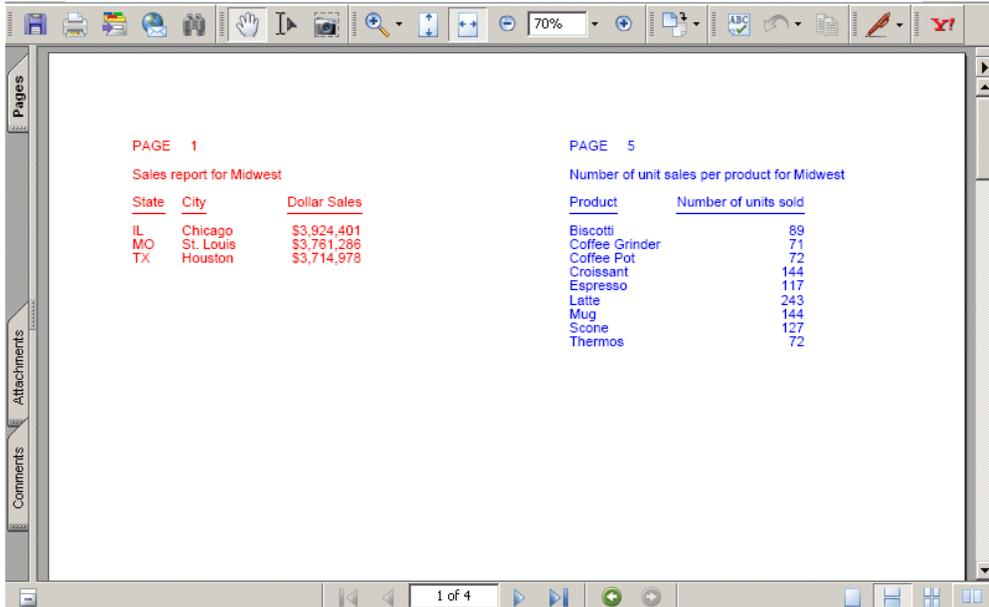 70%
ABC
Y!
Pages
Attachments
Comments
PAGE 1
Sales report for Midwest
State City Dollar Sales
IL Chicago $3,924,401
MO St. Louis $3,761,286
TX Houston $3,714,978
PAGE 5
Number of unit sales per product for Midwest
Product Number of units sold
Biscotti 89
Coffee Grinder 71
Coffee Pot 72
Croissant 144
Espresso 117
Latte 243
Mug 144
Scone 127
Thermos 72
1 of 4